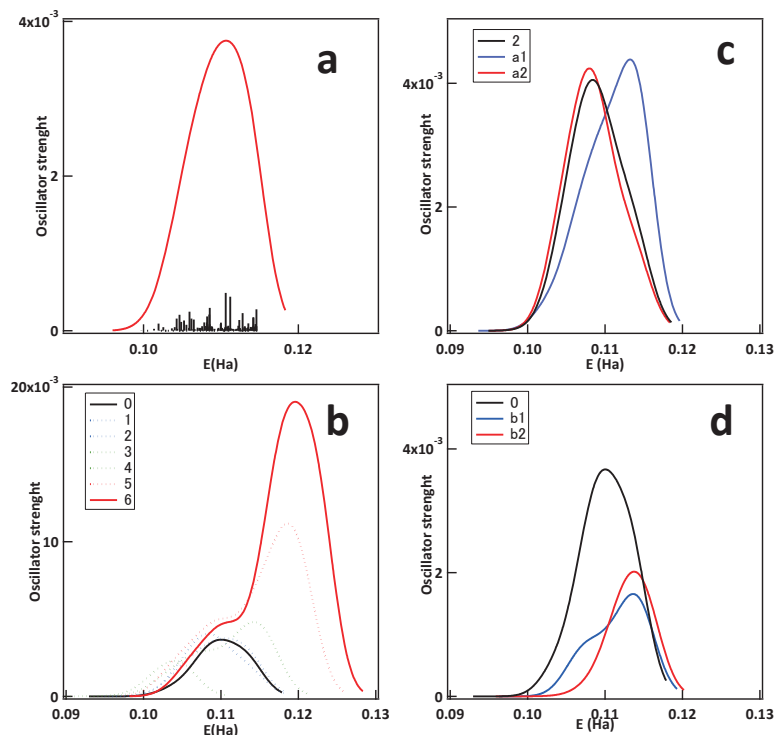 4x10-3
a
Oscillator strenght
2
0
0.10
0.12
E(Ha)
c
2
a1
a2
4x10-3
Oscillator strenght
2
0
0.09
0.10
0.11
0.12
0.13
E (Ha)
20x10-3
b
0
1
2
3
4
5
6
Oscillator strenght
10
0
0.09
0.10
0.11
0.12
0.13
E(Ha)
d
0
b1
b2
4x10-3
Oscillator strenght
2
0
0.09
0.10
0.11
0.12
0.13
E (Ha)